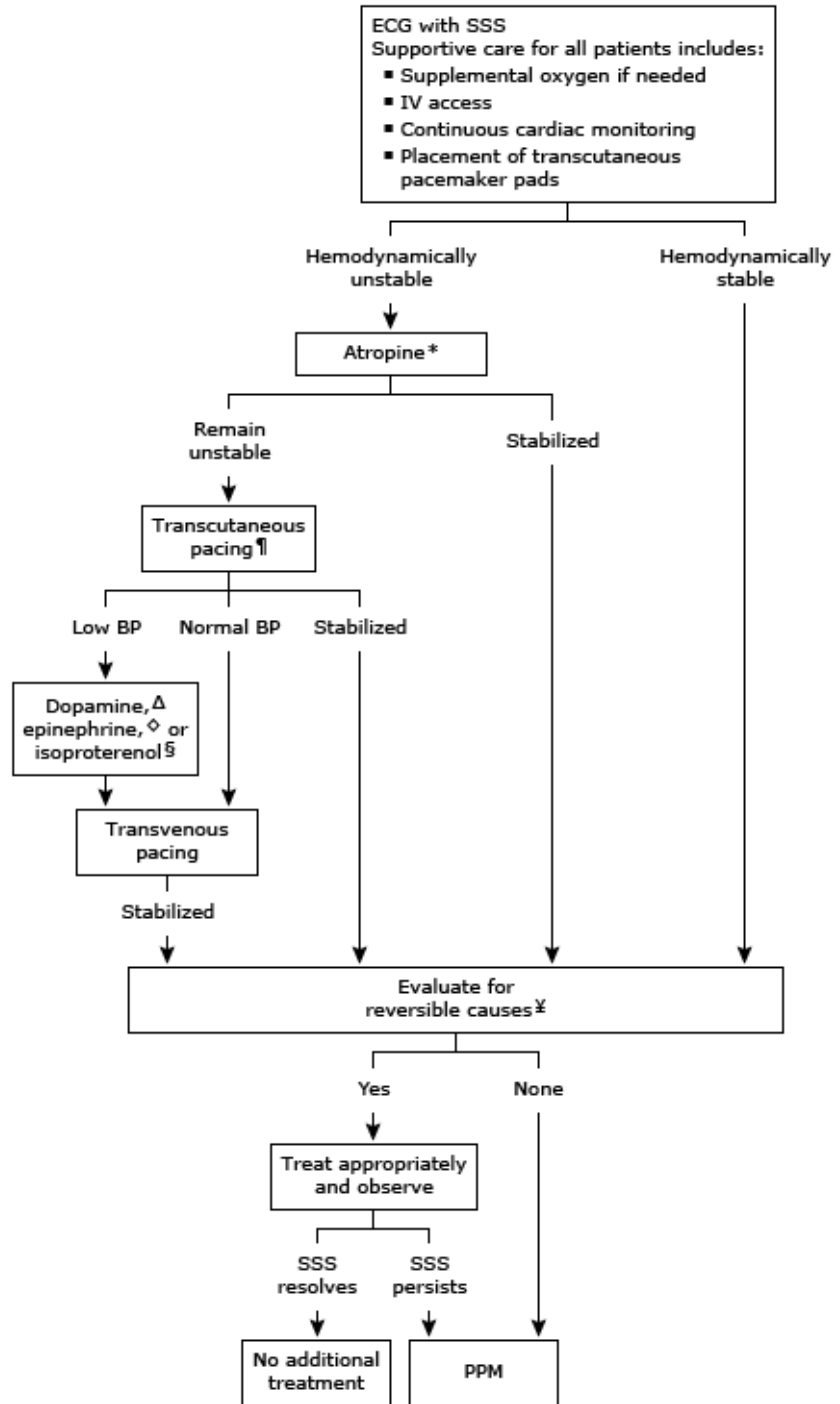 ECG with SSS
Supportive care for all patients includes:
▪ Supplemental oxygen if needed
▪ IV access
▪ Continuous cardiac monitoring
▪ Placement of transcutaneous
pacemaker pads
Hemodynamically
unstable
Hemodynamically
stable
Atropine*
Remain
unstable
Stabilized
Transcutaneous
pacing¶
Low BP
Normal BP
Stabilized
Dopamine,Δ
epinephrine,◇ or
isoproterenol§
Transvenous
pacing
Stabilized
Evaluate for
reversible causes¥
Yes
None
Treat appropriately
and observe
SSS
resolves
SSS
persists
No additional
treatment
PPM